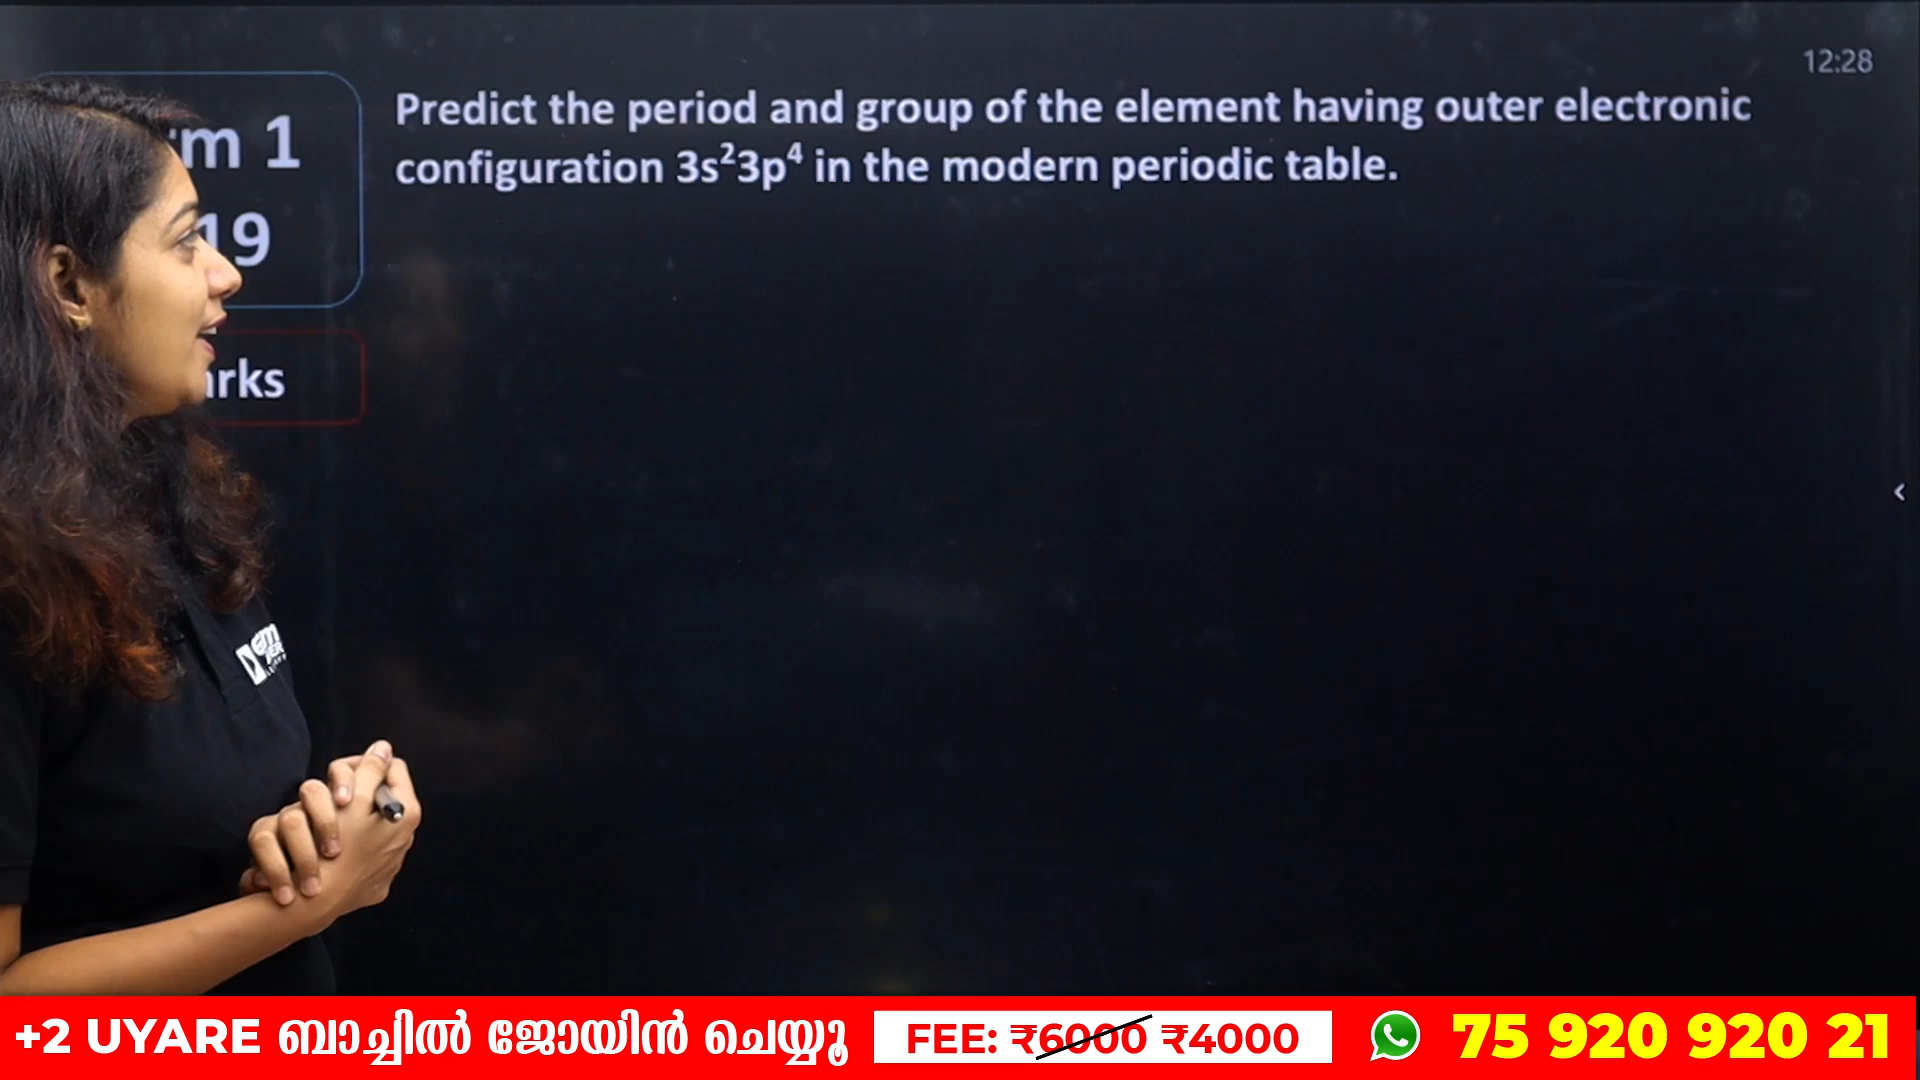 12:28
Predict the period and group of the element having outer electronic
configuration 3s²3p⁴ in the modern periodic table.
1
19
+2 UYARE ബാച്ചിൽ ജോയിൻ ചെയ്യൂ
FEE: ₹6000 ₹4000
75 920 920 21